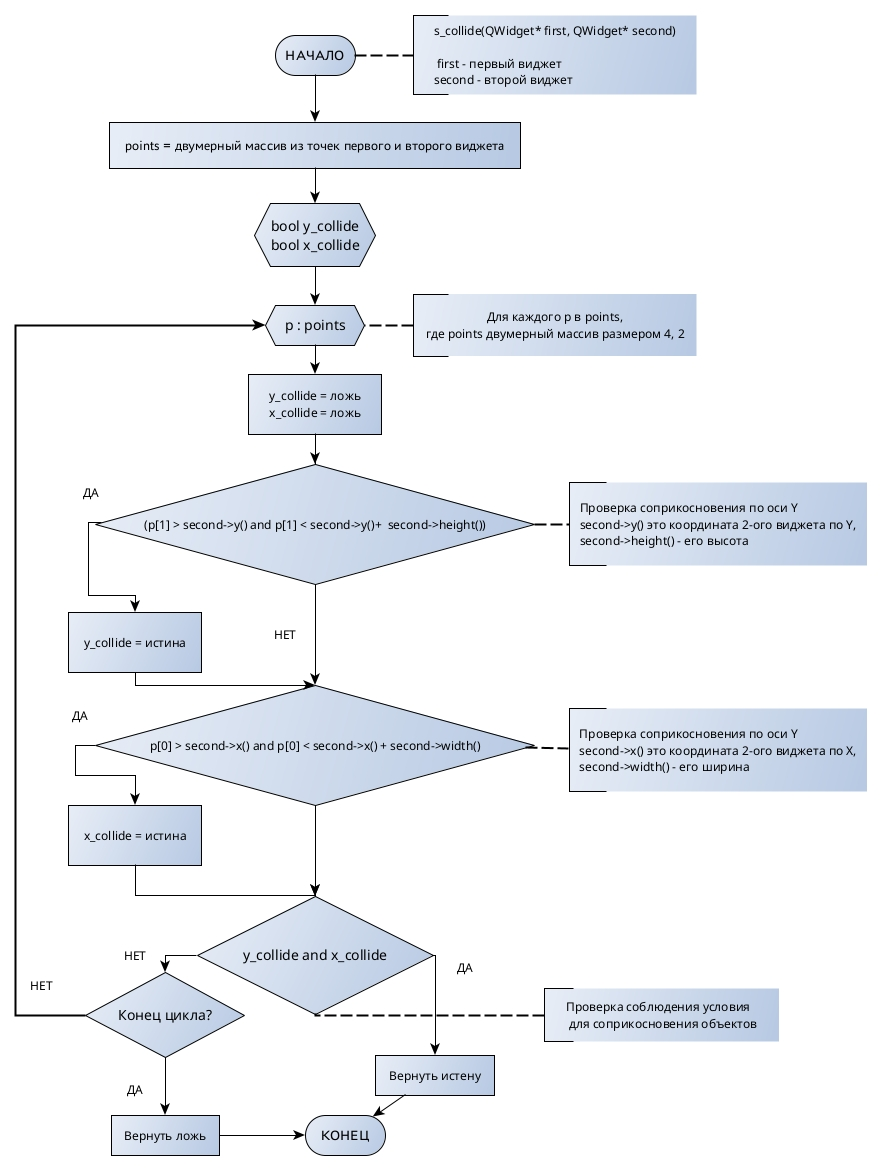 НАЧАЛО
s_collide(QWidget* first, QWidget* second)
first - первый виджет
second - второй виджет
points = двумерный массив из точек первого и второго виджета
bool y_collide
bool x_collide
p : points
Для каждого p в points,
где points двумерный массив размером 4, 2
y_collide = ложь
x_collide = ложь
ДА
(p[1] > second->y() and p[1] < second->y()+ second->height())
Проверка соприкосновения по оси Y
second->y() это координата 2-ого виджета по Y,
second->height() - его высота
y_collide = истина
НЕТ
ДА
p[0] > second->x() and p[0] < second->x() + second->width()
Проверка соприкосновения по оси Y
second->x() это координата 2-ого виджета по X,
second->width() - его ширина
x_collide = истина
y_collide and x_collide
НЕТ
ДА
НЕТ
Конец цикла?
Проверка соблюдения условия
для соприкосновения объектов
ДА
Вернуть истену
Вернуть ложь
КОНЕЦ